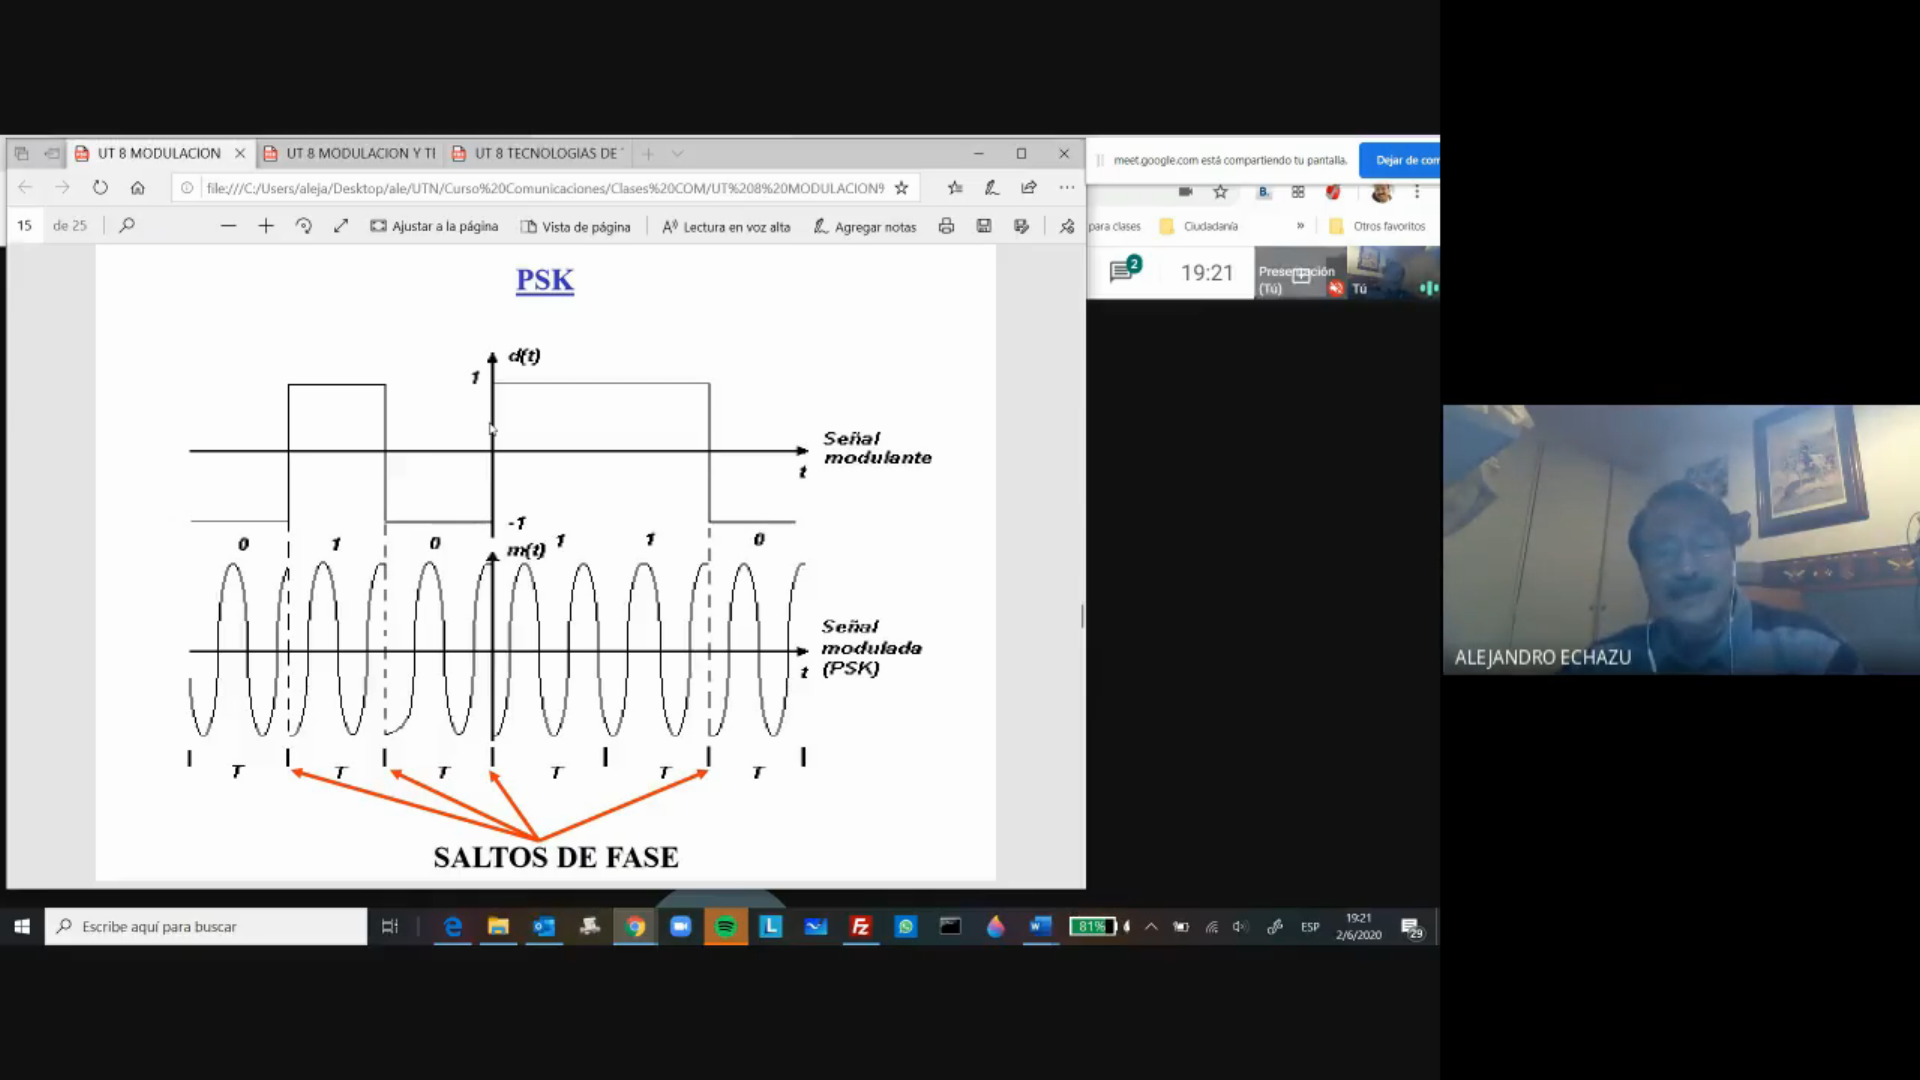 UT 8 MODULACION
UT 8 MODULACION Y TI
UT 8 TECNOLOGIAS DE
meet.google.com está compartiendo tu pantalla.
Dejar de com
file:///C:/Users/aleja/Desktop/ale/UTN/Curso%20Comunicaciones/Clases%20COM/UT%208%20MODULACION9
B.
15 de 25
Ajustar a la página
Vista de página
Lectura en voz alta
Agregar notas
para clases
Ciudadanía
»
Otros favoritos
2
19:21
Presentación
(Tú)
Tú
PSK
d(t)
1
Señal
modulante
t
-1
0 1 0 1 1 0
m(t)
Señal
modulada
t (PSK)
T T T T T T
SALTOS DE FASE
ALEJANDRO ECHAZU
Escribe aquí para buscar
L
Fz
81%
ESP
19:21
2/6/2020
29